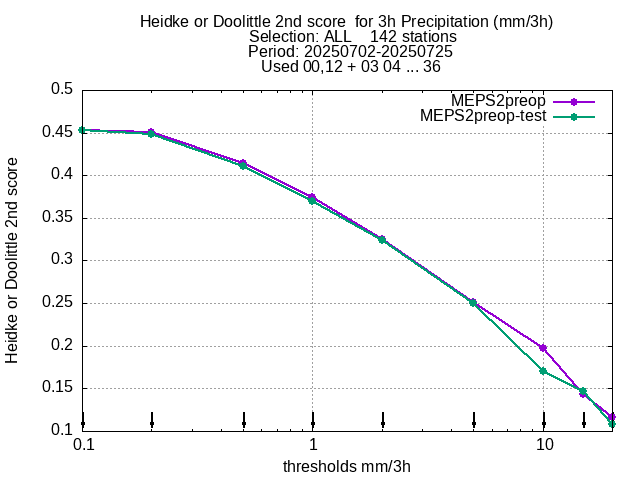 Heidke or Doolittle 2nd score  for 3h Precipitation (mm/3h)
Selection: ALL    142 stations
Period: 20250702-20250725
Used 00,12 + 03 04 ... 36
MEPS2preop
MEPS2preop-test
Heidke or Doolittle 2nd score
0.5
0.45
0.4
0.35
0.3
0.25
0.2
0.15
0.1
0.1 1 10
thresholds mm/3h